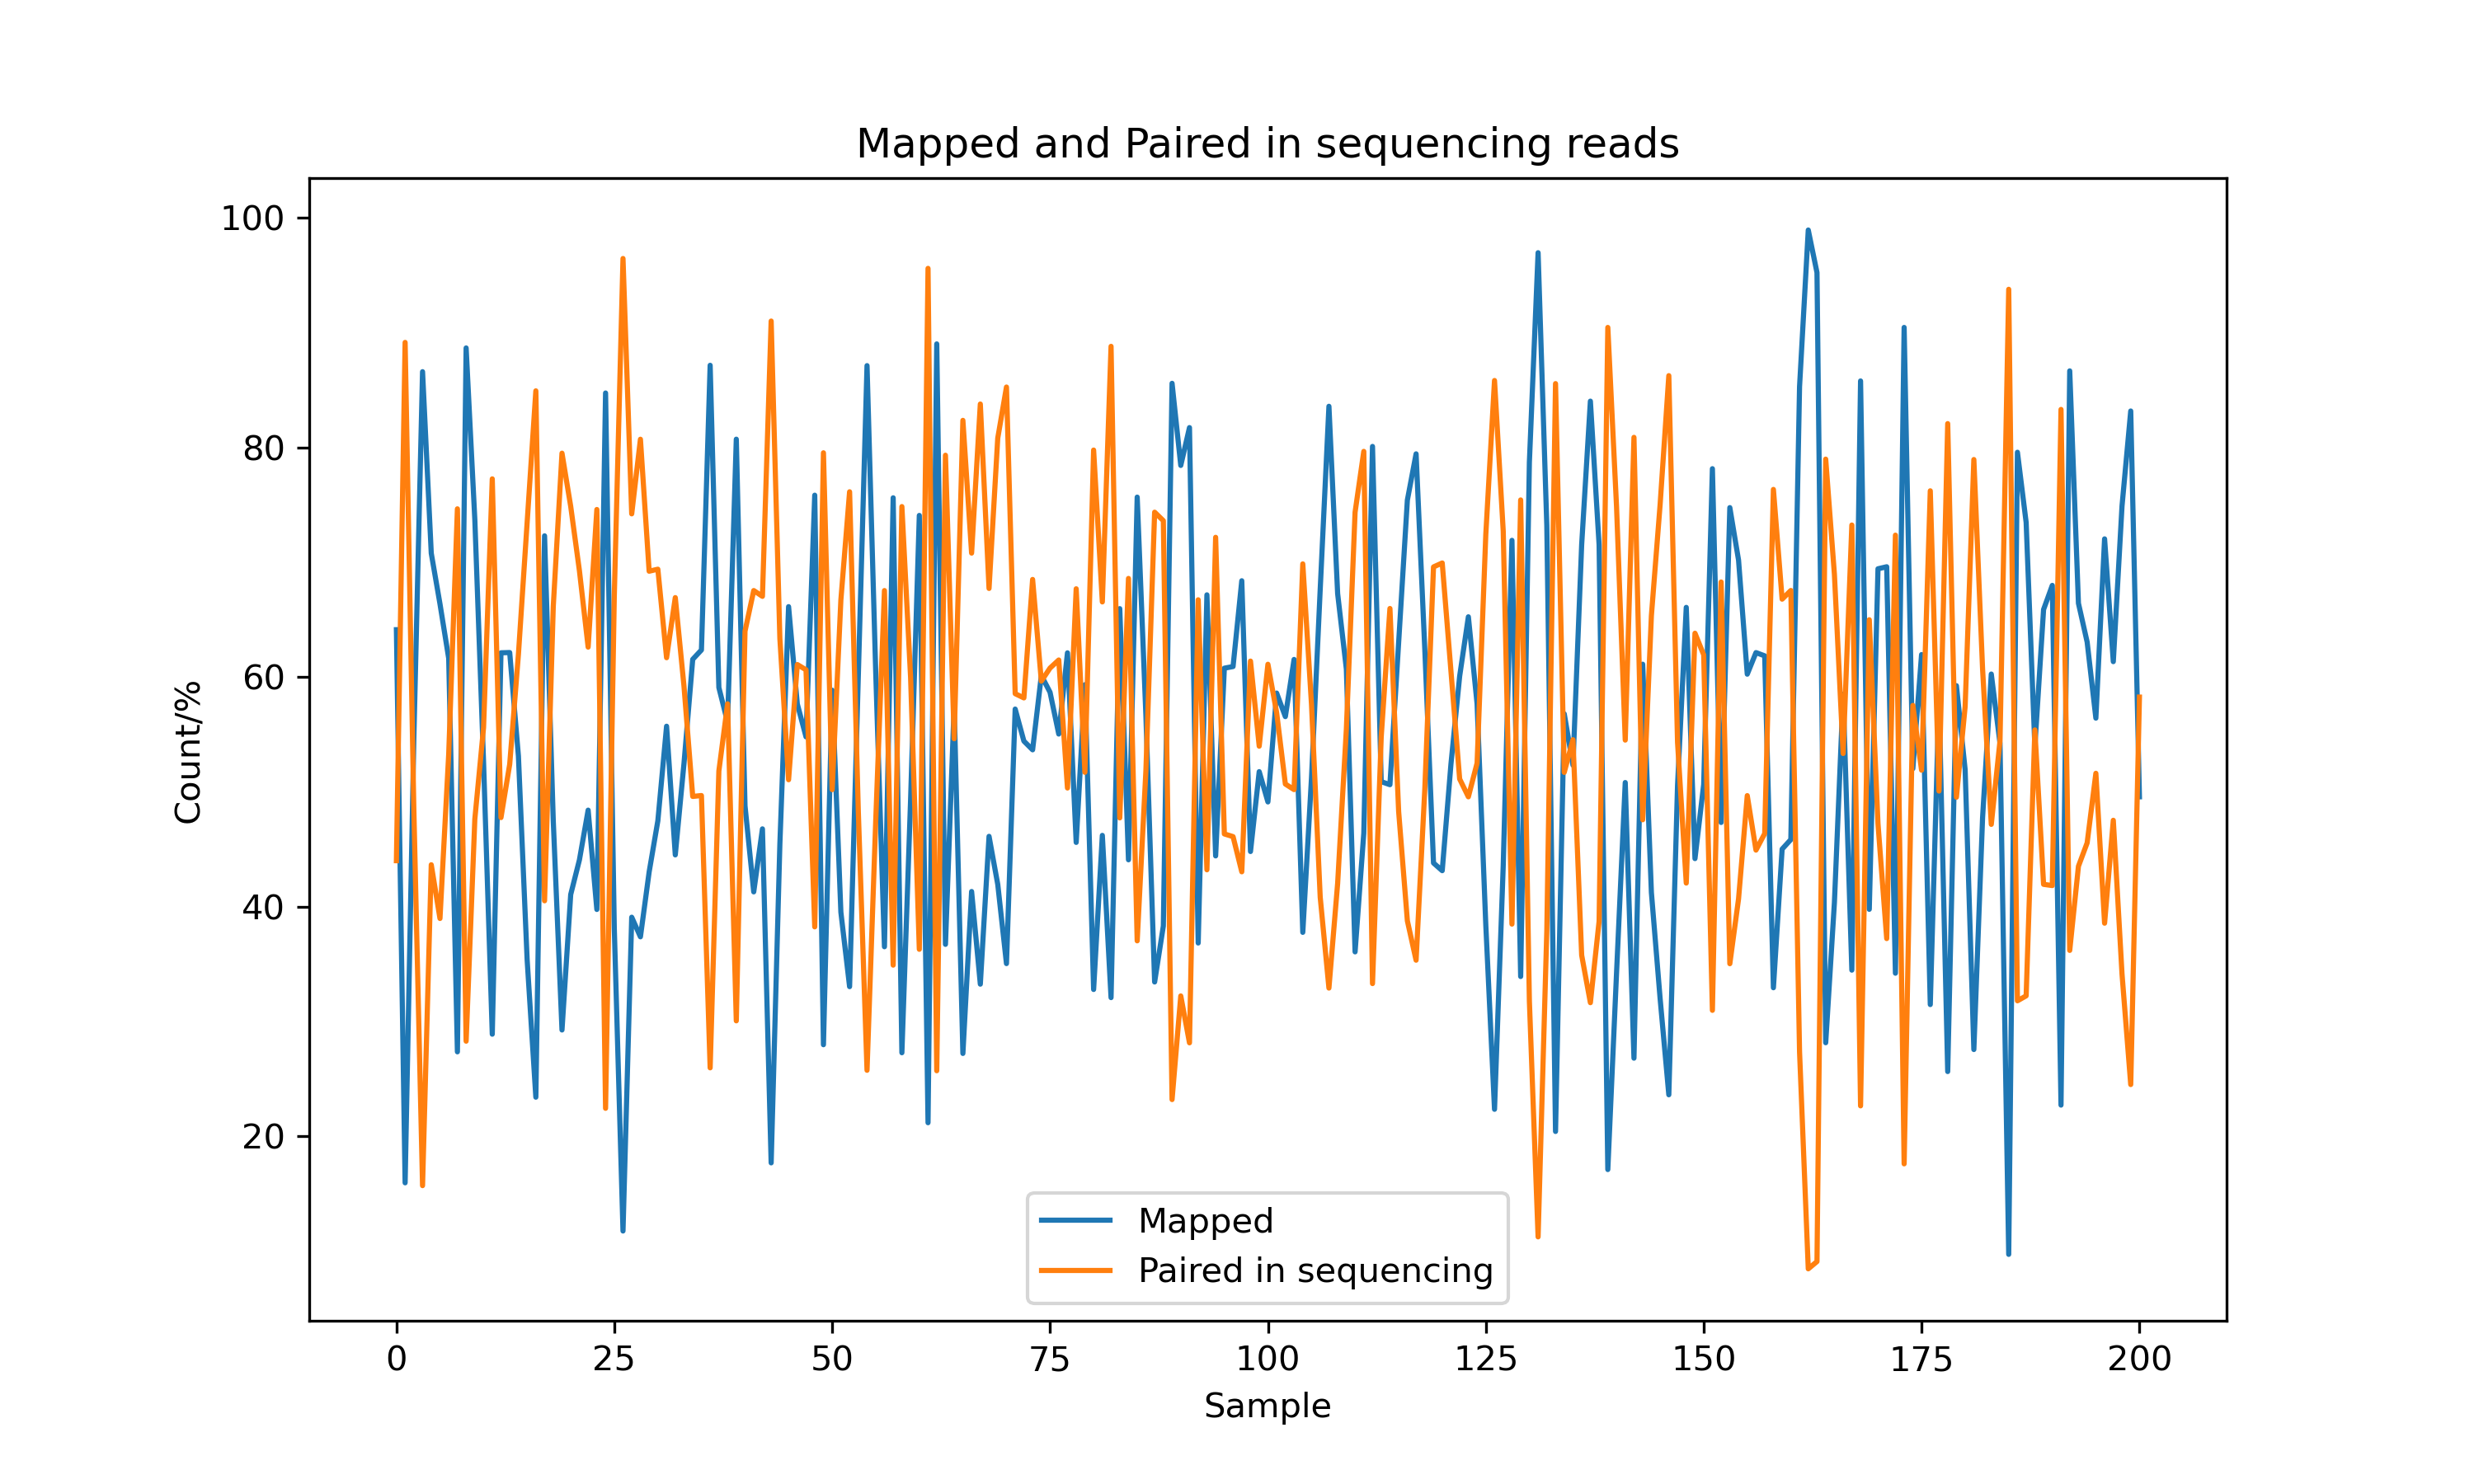 Mapped and Paired in sequencing reads
100
80
60
40
20
Count/%
Mapped
Paired in sequencing
0 25 50 75 100 125 150 175 200
Sample